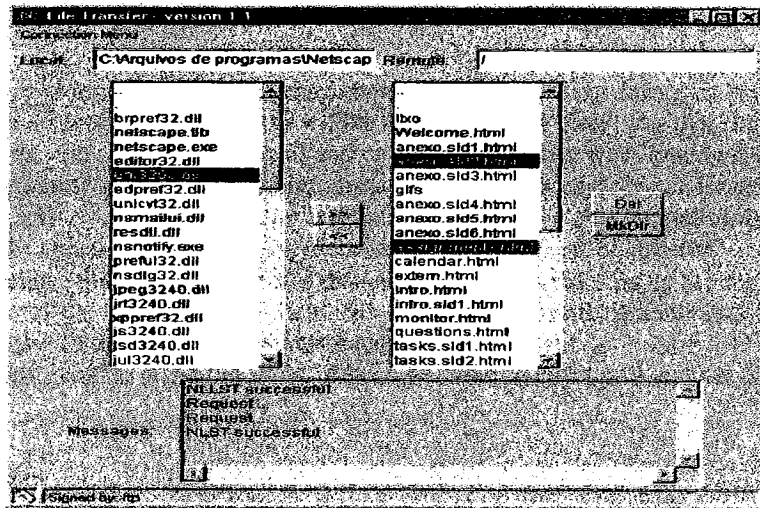 File Transfer - version 1.1
Connection Menu
Local: C:\Arquivos de programas\Netscap Remote: /
..
brpref32.dll
netscape.tlb
netscape.exe
editor32.dll
edpref32.dll
unicvt32.dll
nsmailui.dll
resdll.dll
nsnotify.exe
preful32.dll
nsdlg32.dll
jpeg3240.dll
jrt3240.dll
xppref32.dll
js3240.dll
jsd3240.dll
jul3240.dll
>>
<<
..
lixo
Welcome.html
anexo.sld1.html
anexo.sld3.html
gifs
anexo.sld4.html
anexo.sld5.html
anexo.sld6.html
calendar.html
extern.html
intro.html
intro.sld1.html
monitor.html
questions.html
tasks.sld1.html
tasks.sld2.html
Del
MkDir
Messages:
NLST successful
Request...
Request...
NLST successful
Signed by: ftp